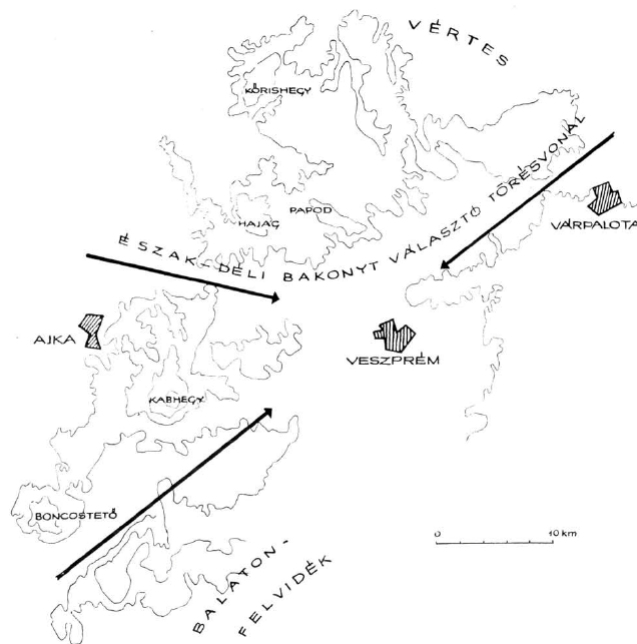 VÉRTES
KŐRISHEGY
PAPOD
HAJAG
ÉSZAK-DÉLI BAKONYT VÁLASZTÓ TÖRÉSVONAL
VÁRPALOTA
AJKA
VESZPRÉM
KABHEGY
BONCOSTETŐ
0 10 km
BALATON-
FELVIDÉK